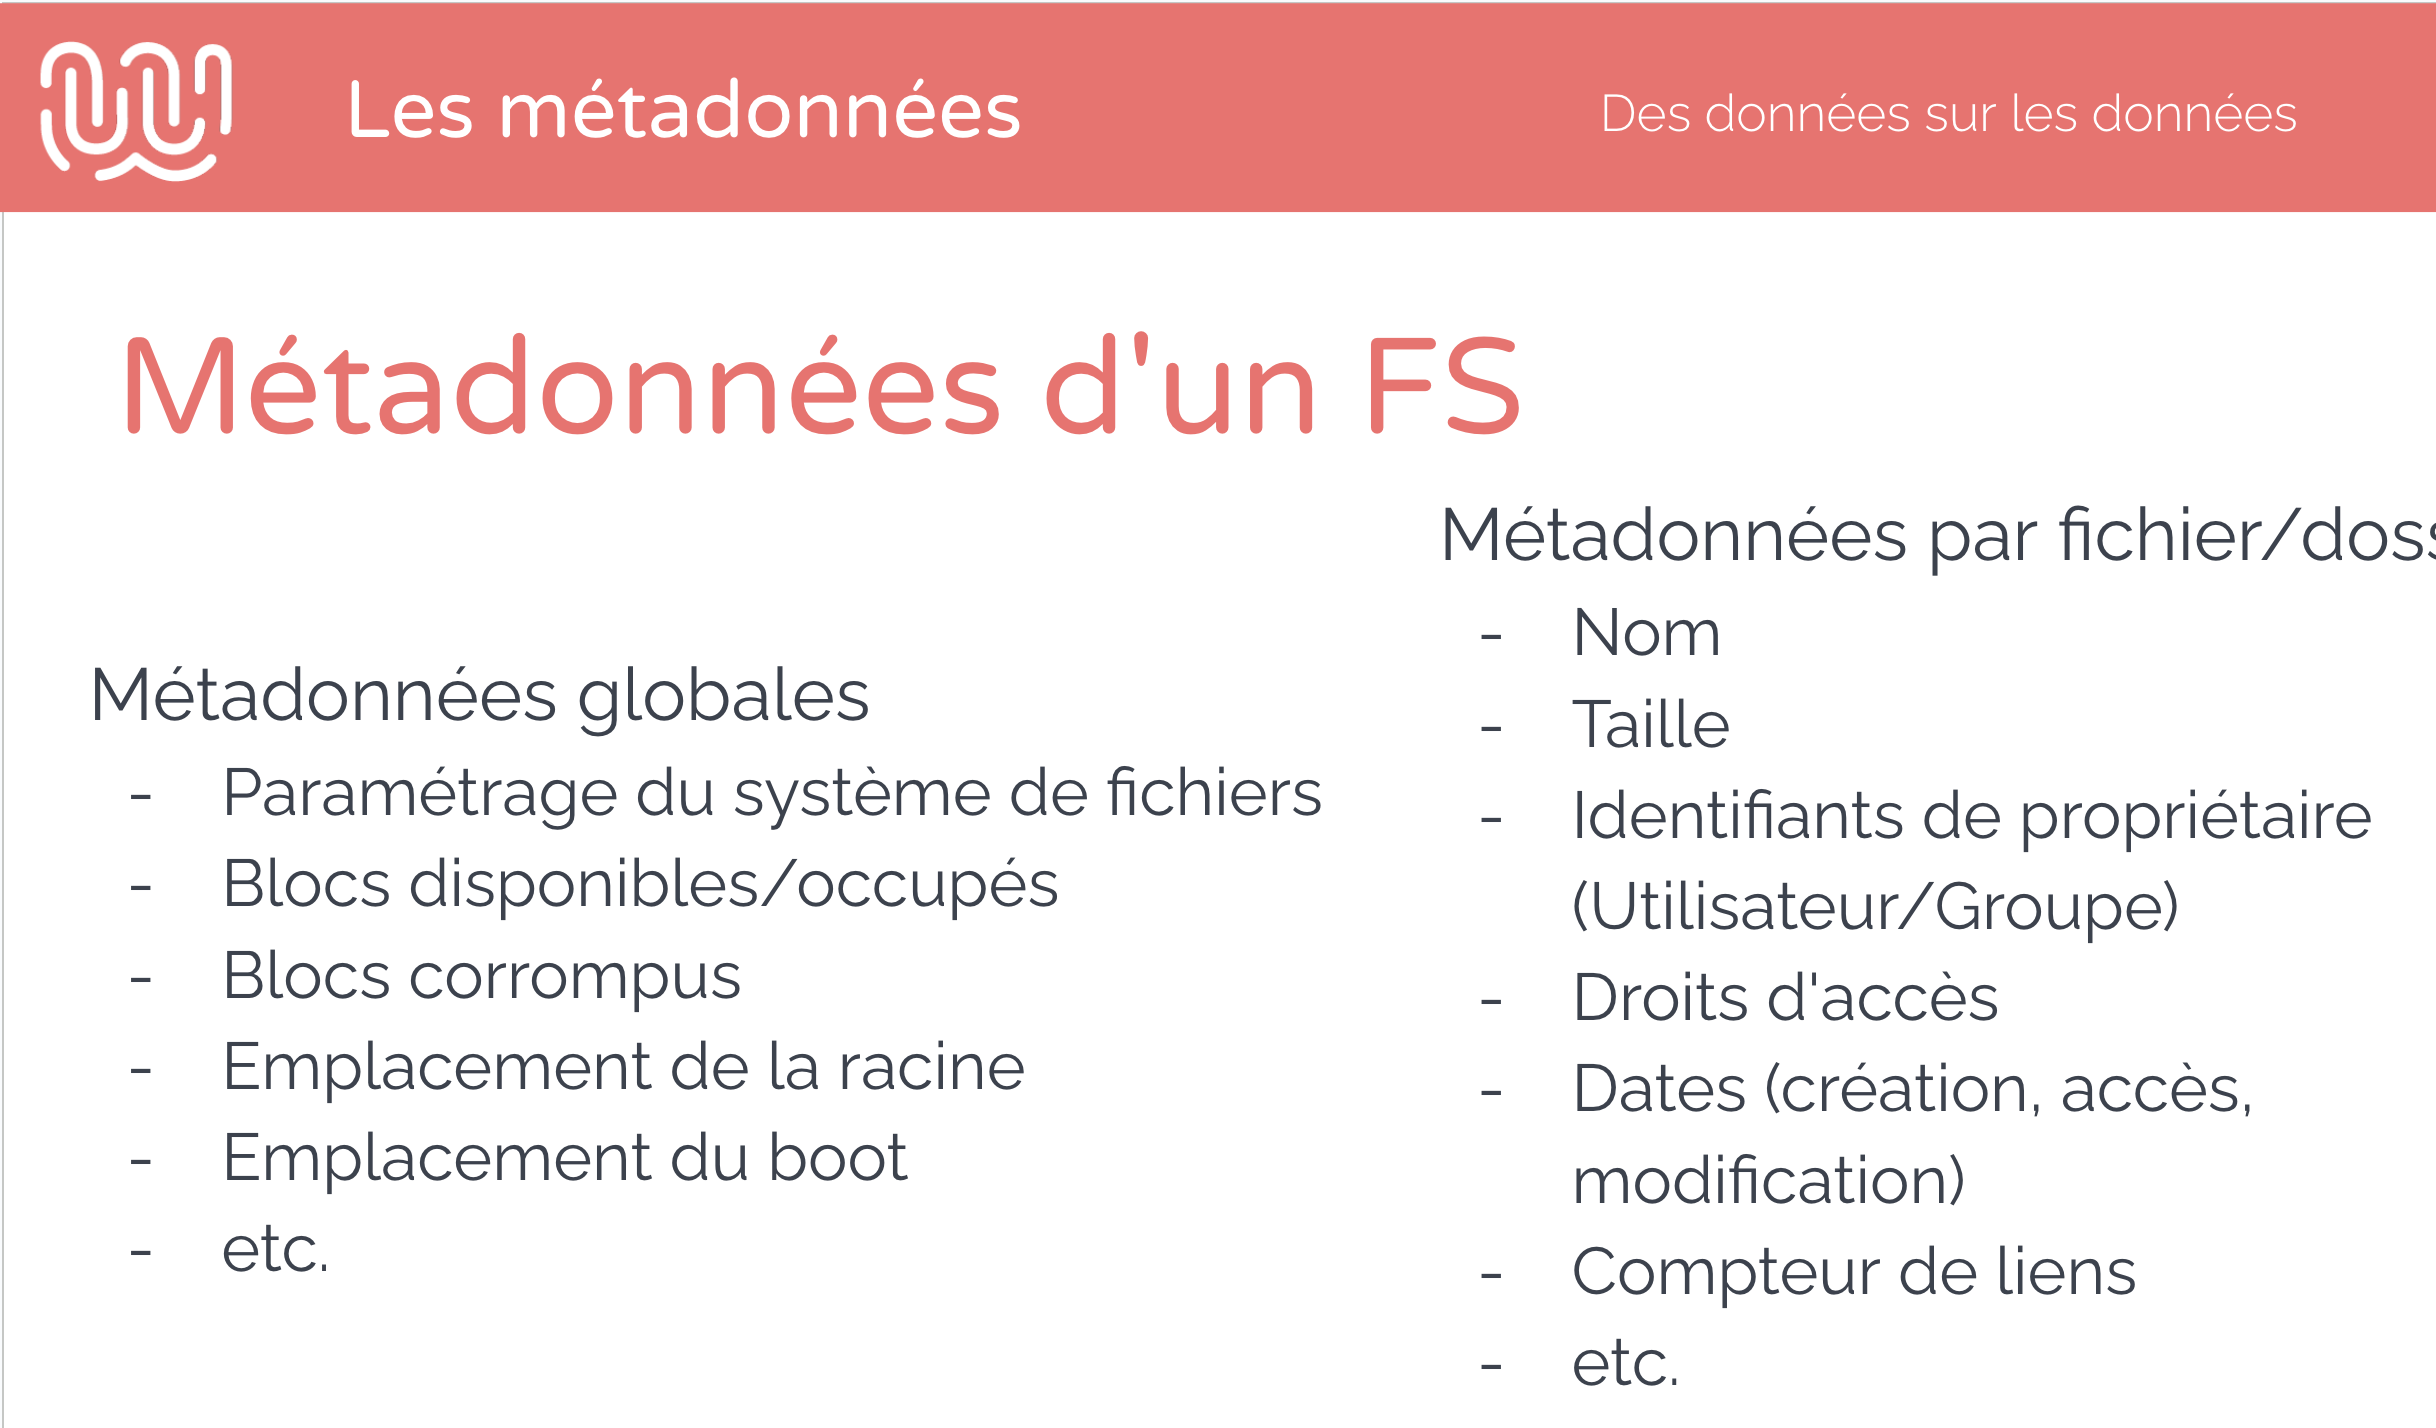 Les métadonnées
Des données sur les données
Métadonnées d'un FS
Métadonnées globales
- Paramétrage du système de fichiers
- Blocs disponibles/occupés
- Blocs corrompus
- Emplacement de la racine
- Emplacement du boot
- etc.
Métadonnées par fichier/doss
- Nom
- Taille
- Identifiants de propriétaire
(Utilisateur/Groupe)
- Droits d'accès
- Dates (création, accès,
modification)
- Compteur de liens
- etc.